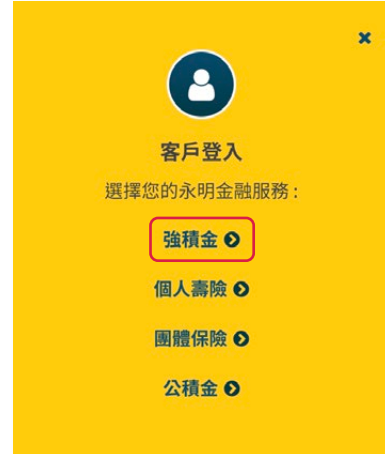 客戶登入
選擇您的永明金融服務 :
強積金
個人壽險
團體保險
公積金